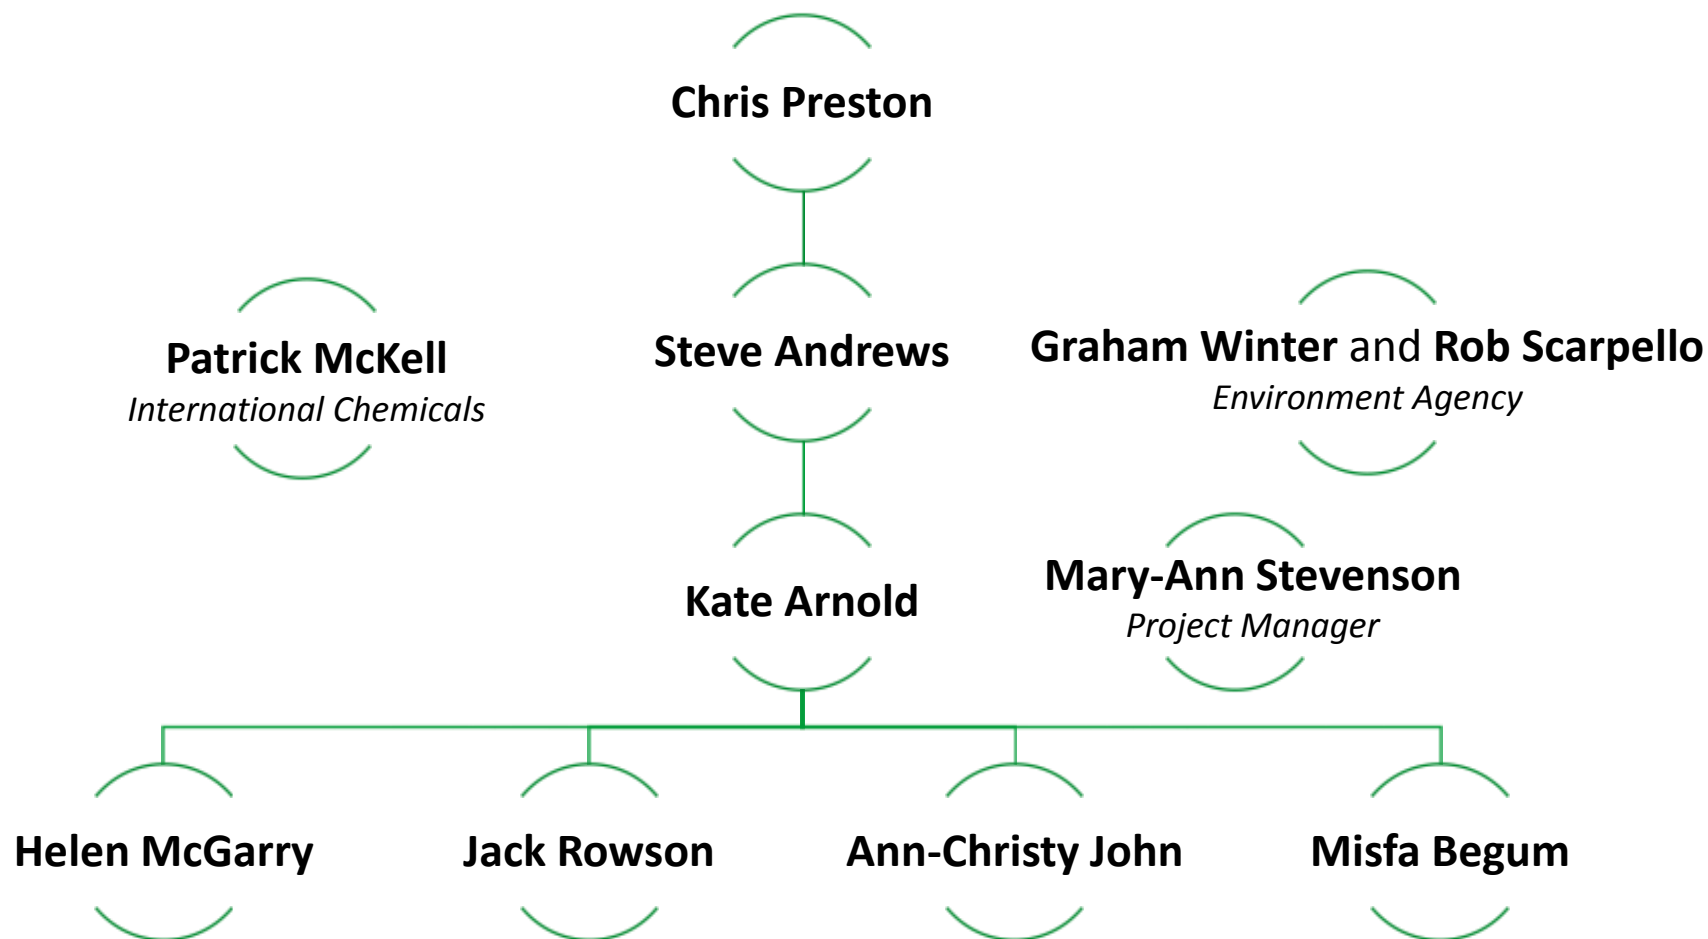 Chris Preston
Patrick McKell
International Chemicals
Steve Andrews
Graham Winter and Rob Scarpello
Environment Agency
Kate Arnold
Mary-Ann Stevenson
Project Manager
Helen McGarry
Jack Rowson
Ann-Christy John
Misfa Begum